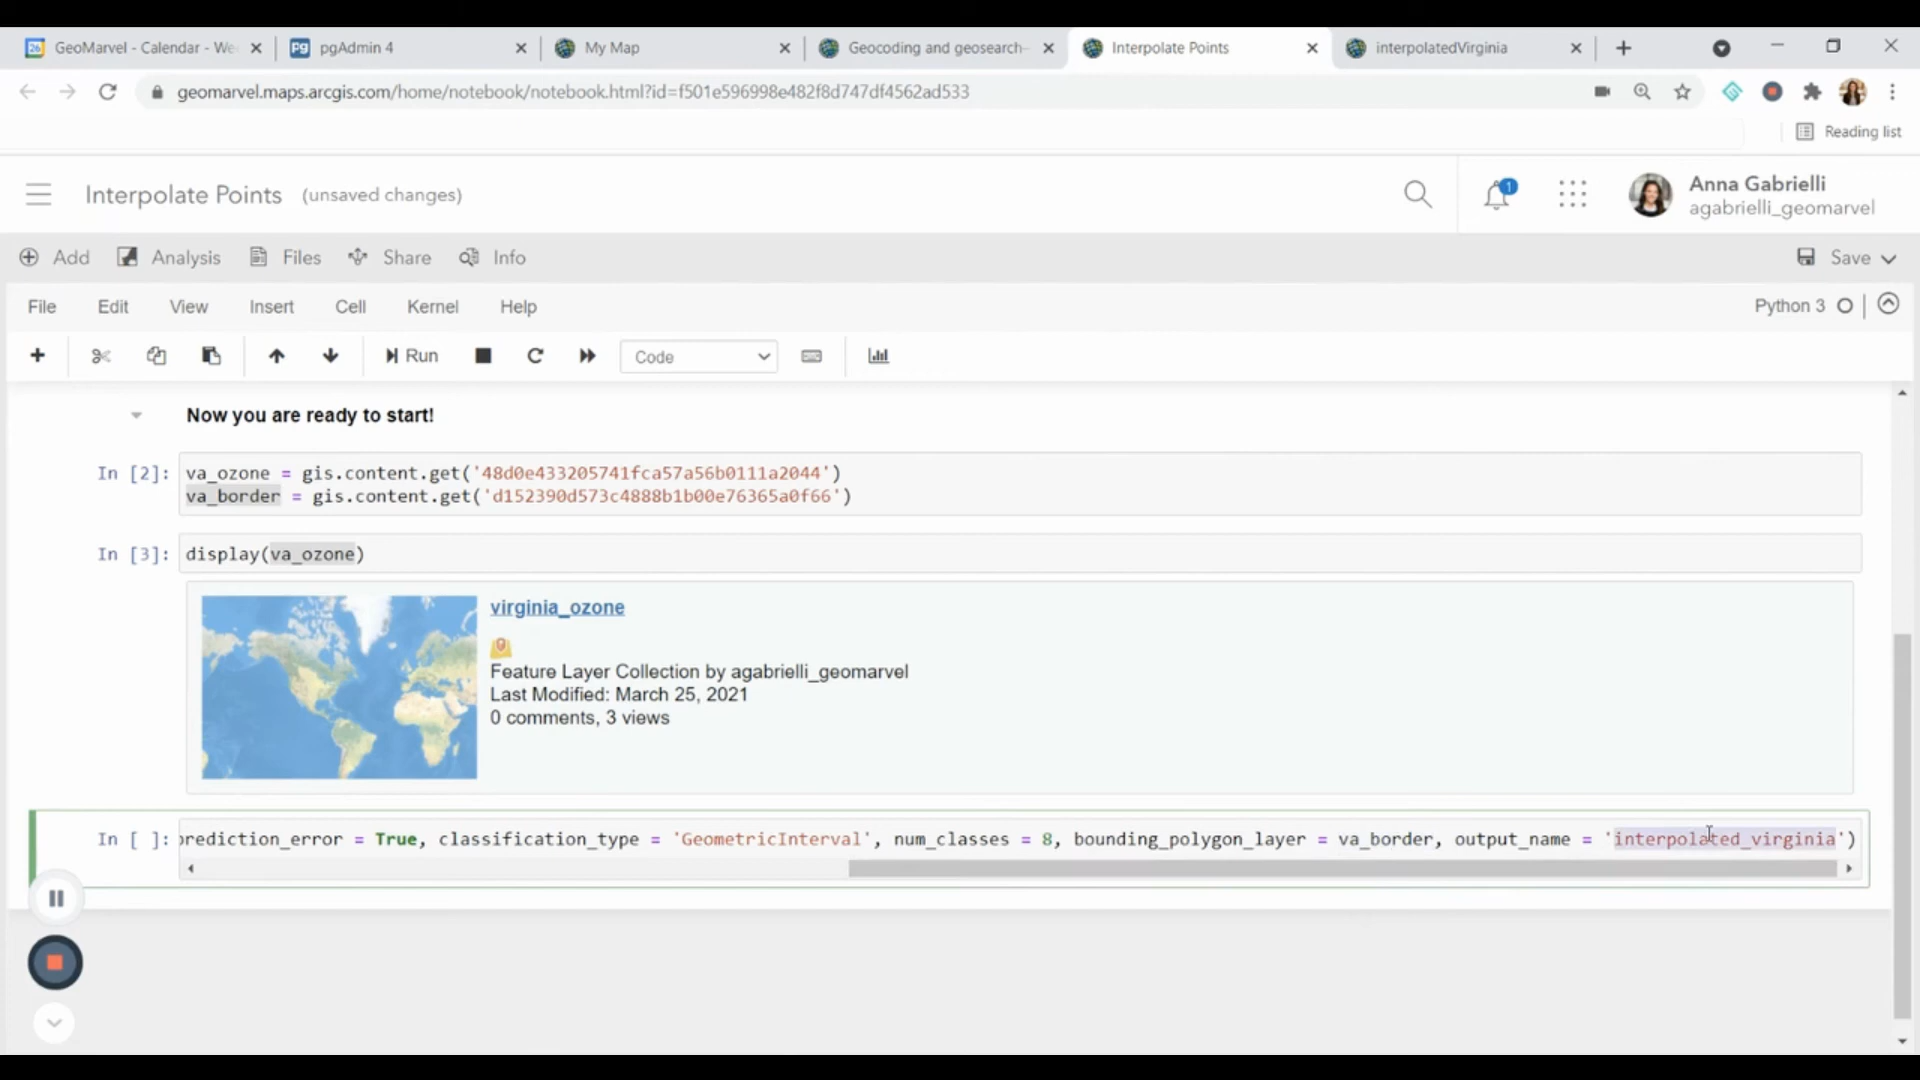 GeoMarvel - Calendar - We
pgAdmin 4
My Map
Geocoding and geosearch-
Interpolate Points
interpolatedVirginia
geomarvel.maps.arcgis.com/home/notebook/notebook.html?id=f501e596998e482f8d747df4562ad533
Reading list
Interpolate Points (unsaved changes)
1
Anna Gabrielli
agabrielli_geomarvel
Add Analysis Files Share Info Save
File Edit View Insert Cell Kernel Help Python 3
Run Code
Now you are ready to start!
In [2]: va_ozone = gis.content.get('48d0e433205741fca57a56b0111a2044')
va_border = gis.content.get('d152390d573c4888b1b00e76365a0f66')
In [3]: display(va_ozone)
virginia_ozone
Feature Layer Collection by agabrielli_geomarvel
Last Modified: March 25, 2021
0 comments, 3 views
In [ ]: prediction_error = True, classification_type = 'GeometricInterval', num_classes = 8, bounding_polygon_layer = va_border, output_name = 'interpolated_virginia')